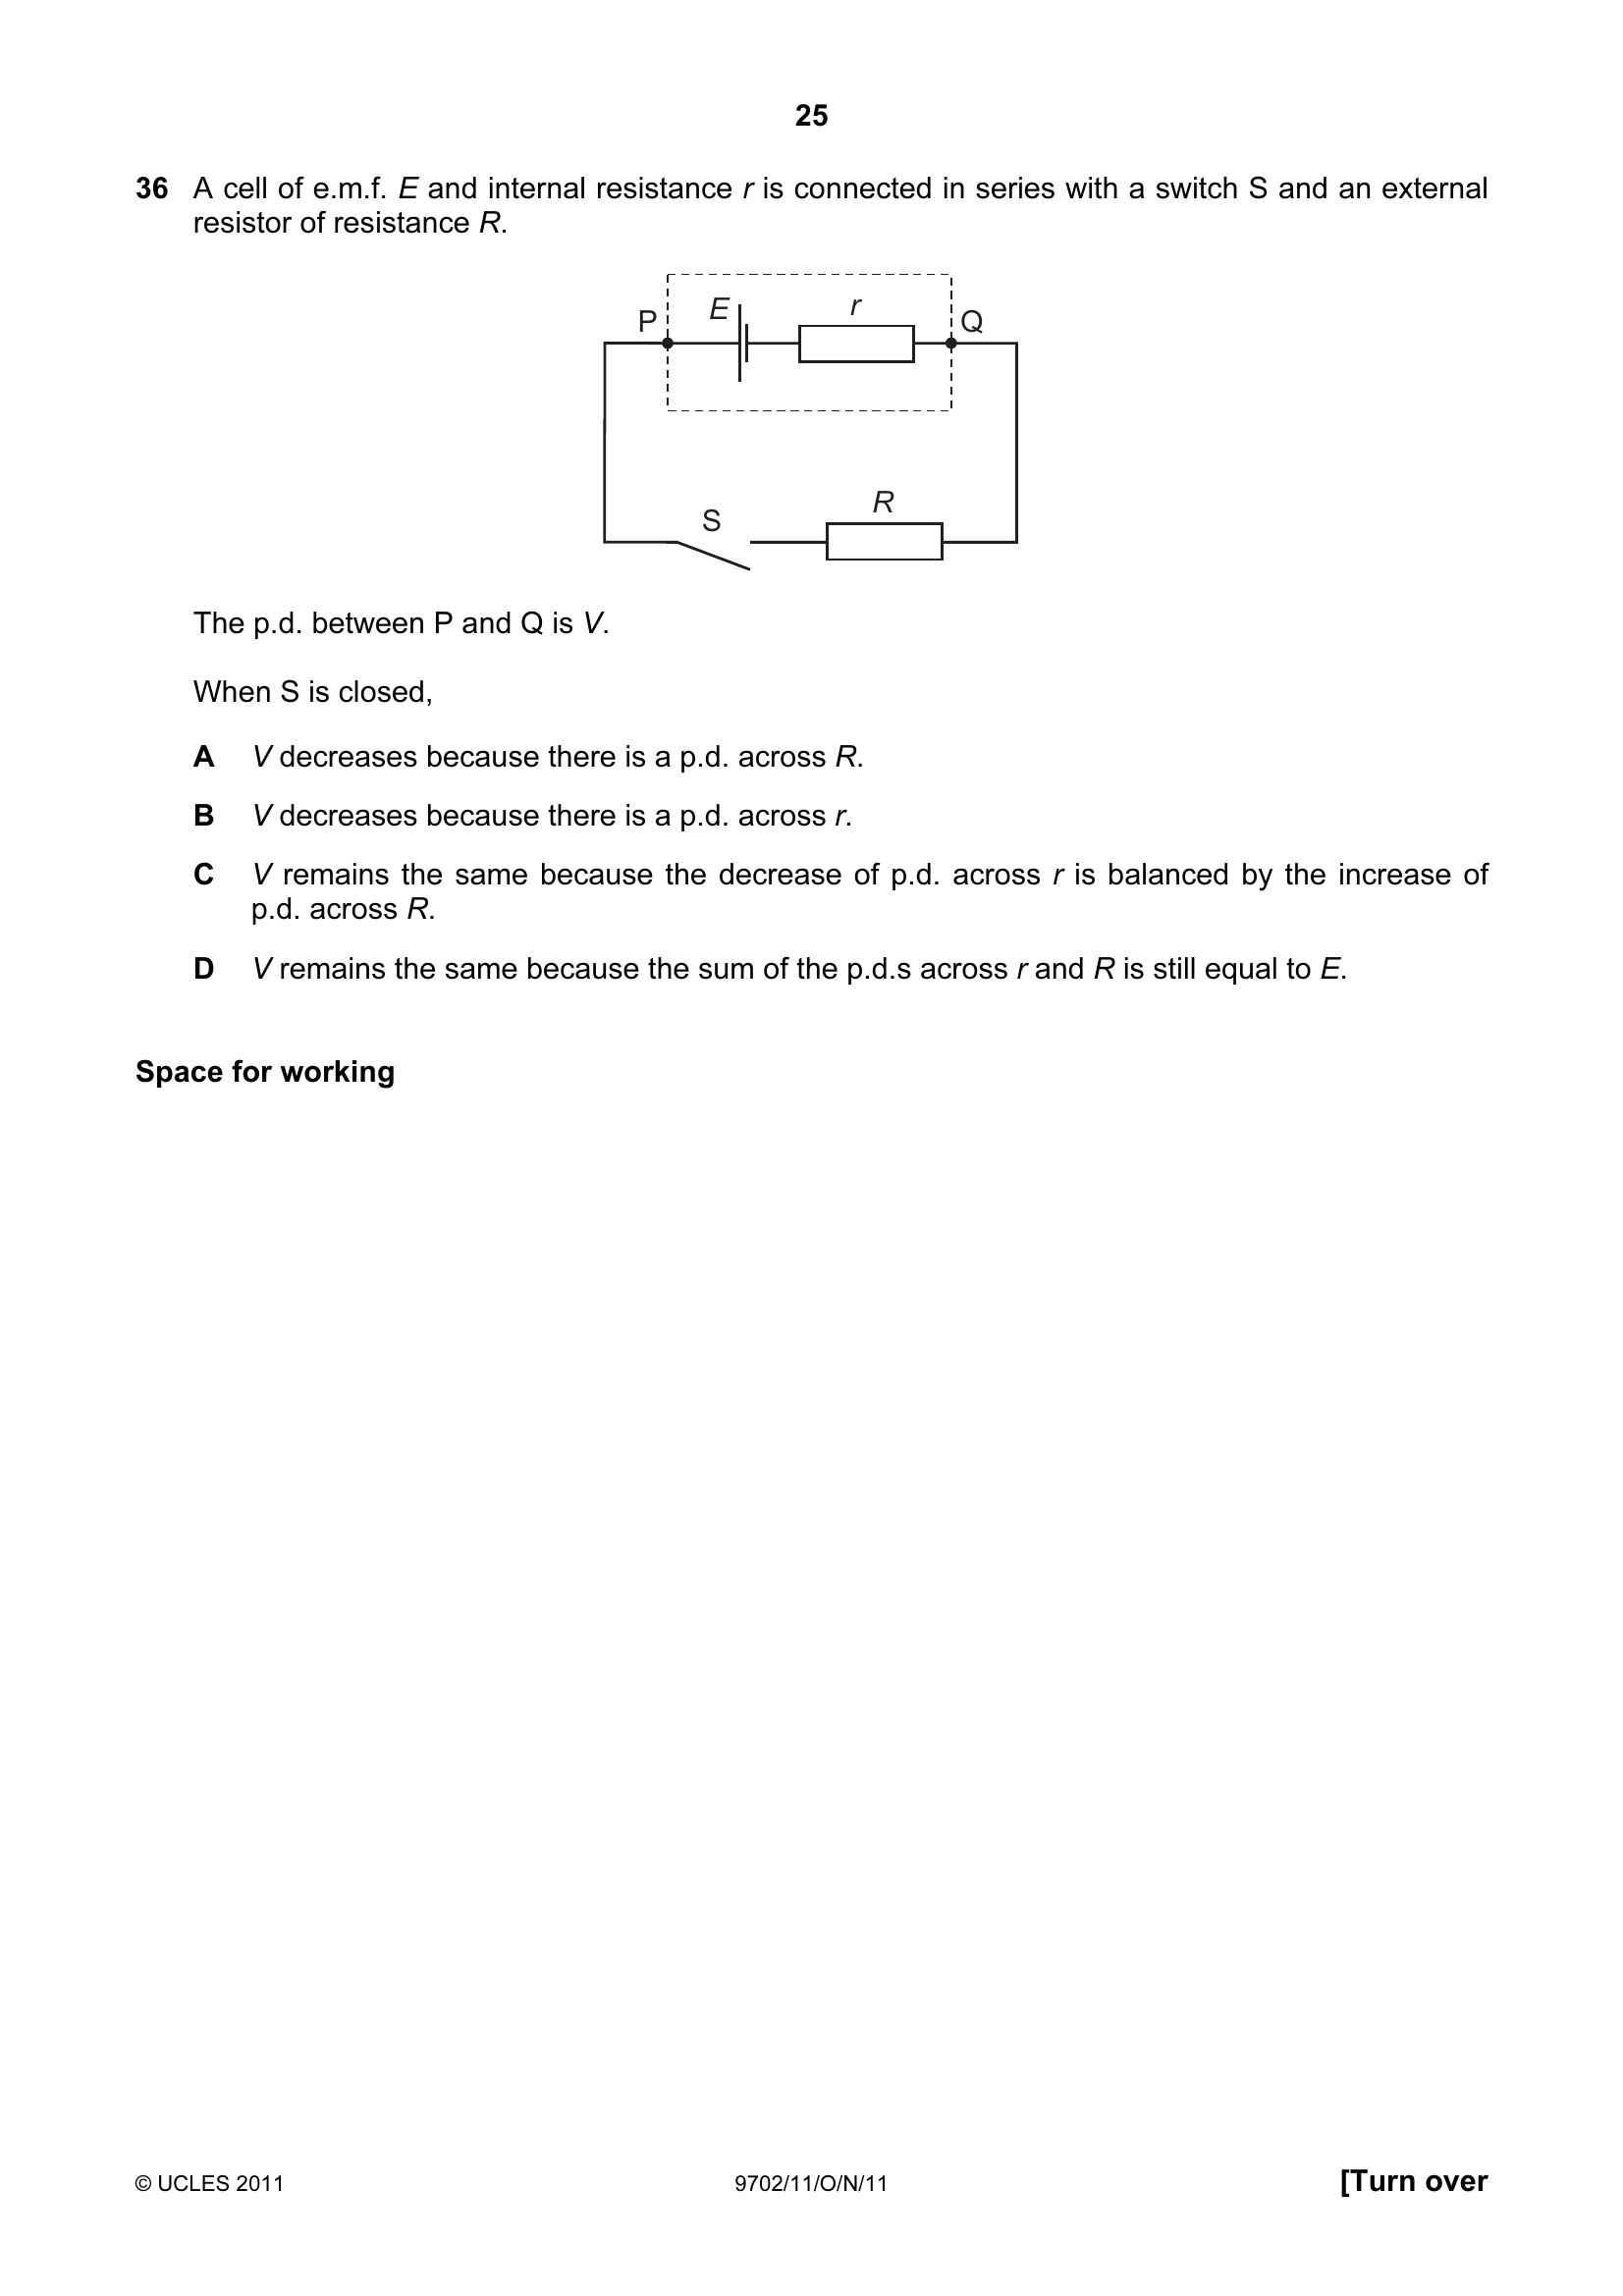 25
36 A cell of e.m.f. E and internal resistance r is connected in series with a switch S and an external
resistor of resistance R.
P
E
r
Q
S
R
The p.d. between P and Q is V.
When S is closed,
A V decreases because there is a p.d. across R.
B V decreases because there is a p.d. across r.
C V remains the same because the decrease of p.d. across r is balanced by the increase of
p.d. across R.
D V remains the same because the sum of the p.d.s across r and R is still equal to E.
Space for working
© UCLES 2011 9702/11/O/N/11 [Turn over